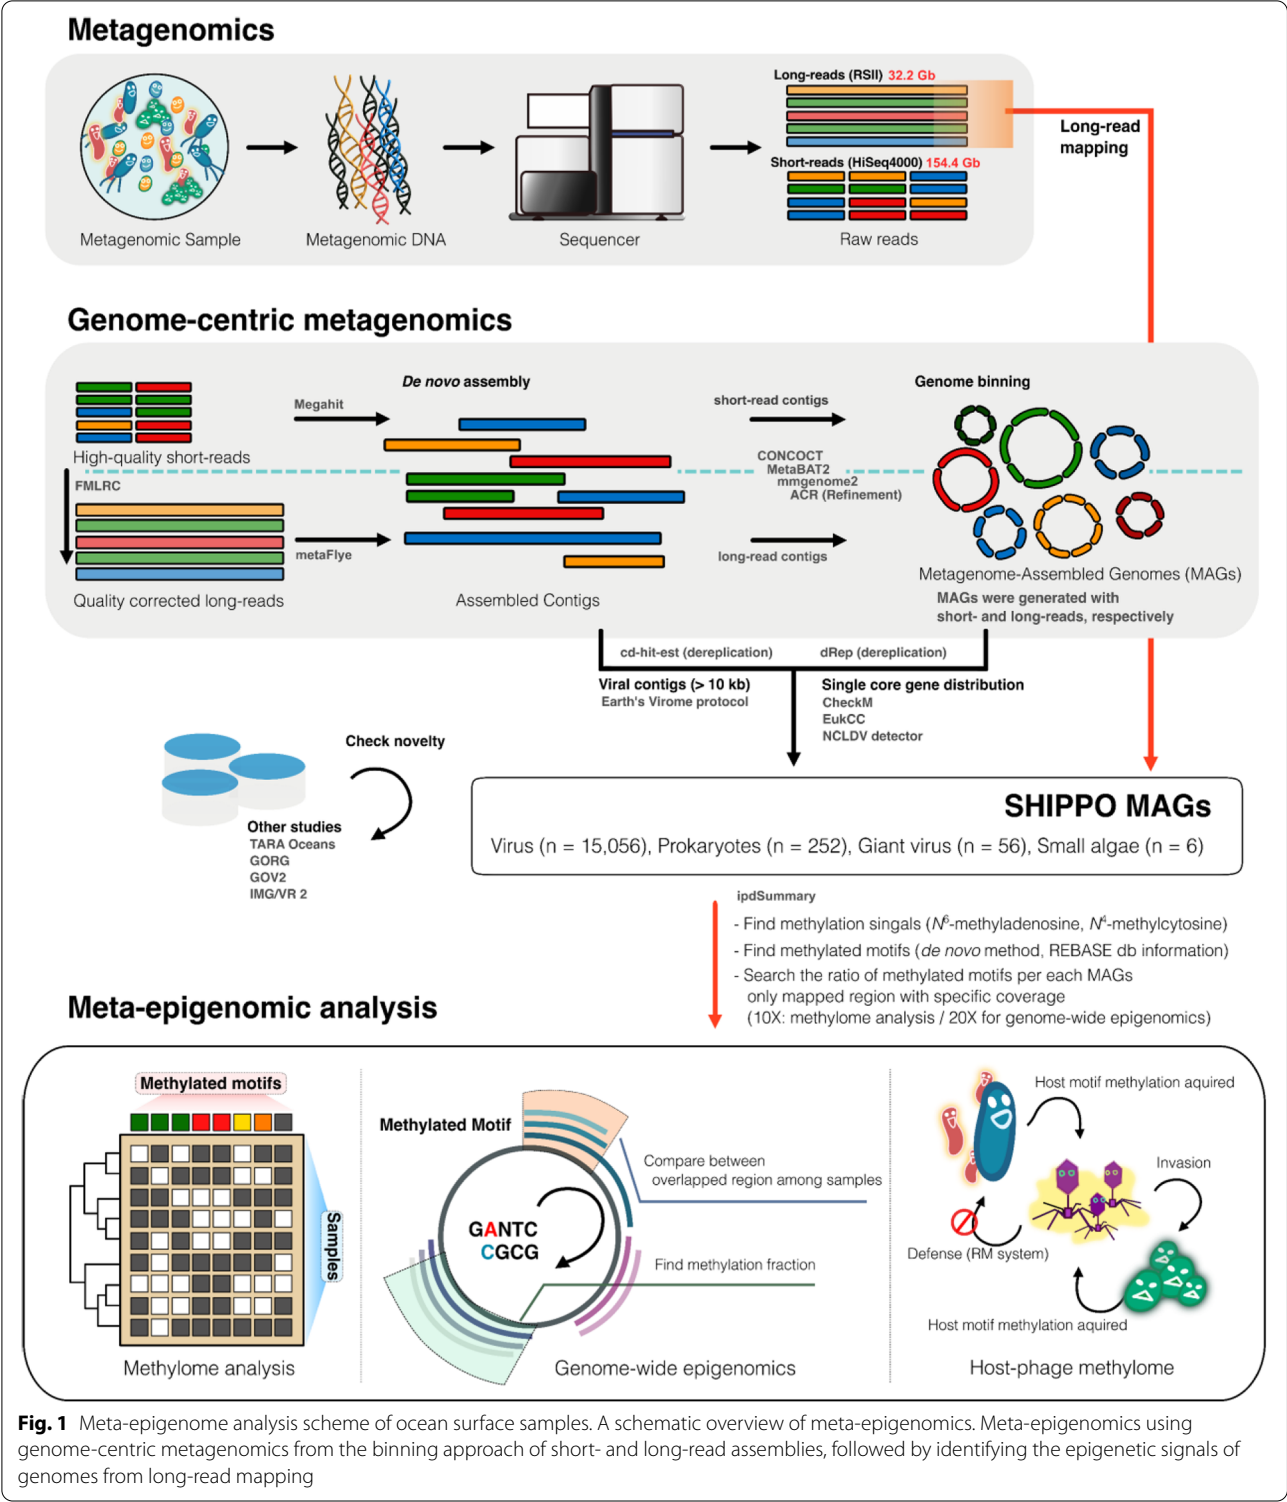 Metagenomics
Long-reads (RSII) 32.2 Gb
Long-read
mapping
Short-reads (HiSeq4000) 154.4 Gb
Metagenomic Sample
Metagenomic DNA
Sequencer
Raw reads
Genome-centric metagenomics
De novo assembly
Genome binning
Megahit
short-read contigs
High-quality short-reads
CONCOCT
MetaBAT2
mmgenome2
ACR (Refinement)
FMLRC
metaFlye
long-read contigs
Quality corrected long-reads
Assembled Contigs
Metagenome-Assembled Genomes (MAGs)
MAGs were generated with
short- and long-reads, respectively
cd-hit-est (dereplication)
dRep (dereplication)
Viral contigs (> 10 kb)
Earth's Virome protocol
Single core gene distribution
CheckM
EukCC
NCLDV detector
Check novelty
Other studies
TARA Oceans
GORG
GOV2
IMG/VR 2
SHIPPO MAGs
Virus (n = 15,056), Prokaryotes (n = 252), Giant virus (n = 56), Small algae (n = 6)
ipdSummary
- Find methylation singals (N⁶-methyladenosine, N⁴-methylcytosine)
- Find methylated motifs (de novo method, REBASE db information)
- Search the ratio of methylated motifs per each MAGs
only mapped region with specific coverage
(10X: methylome analysis / 20X for genome-wide epigenomics)
Meta-epigenomic analysis
Methylated motifs
Samples
Methylome analysis
Methylated Motif
Compare between
overlapped region among samples
GANTC
CGCG
Find methylation fraction
Genome-wide epigenomics
Host motif methylation aquired
Invasion
Defense (RM system)
Host motif methylation aquired
Host-phage methylome
Fig. 1 Meta-epigenome analysis scheme of ocean surface samples. A schematic overview of meta-epigenomics. Meta-epigenomics using
genome-centric metagenomics from the binning approach of short- and long-read assemblies, followed by identifying the epigenetic signals of
genomes from long-read mapping